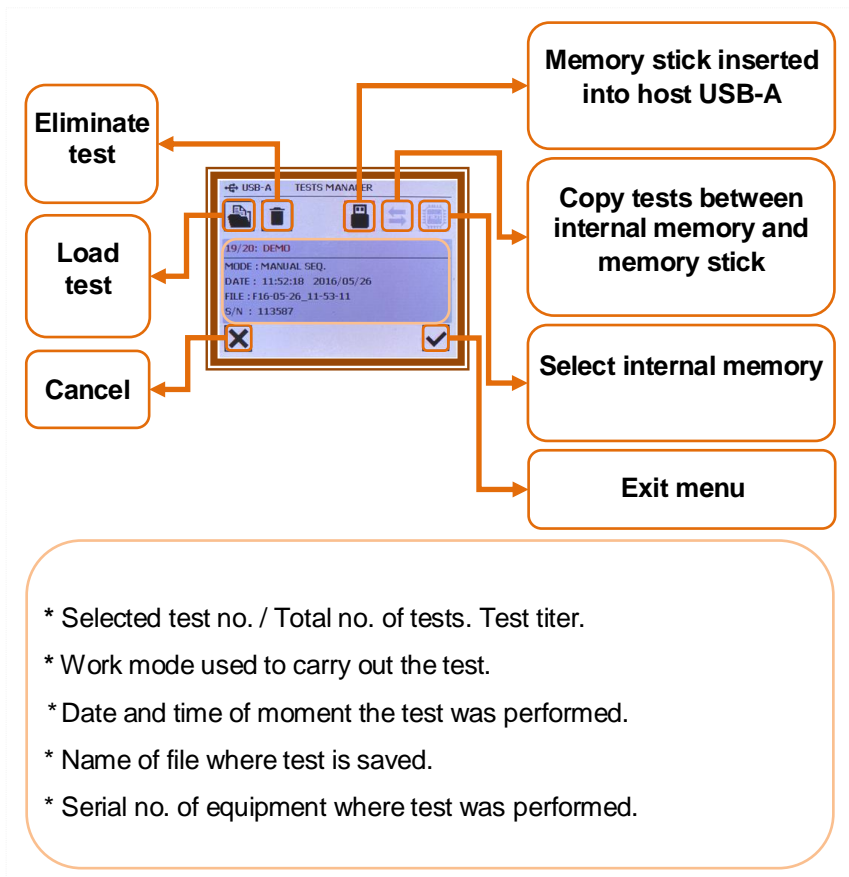 Memory stick inserted
into host USB-A
Eliminate
test
Copy tests between
internal memory and
memory stick
Load
test
Select internal memory
Cancel
Exit menu
USB-A TESTS MANAGER
19/20: DEMO
MODE : MANUAL SEQ.
DATE : 11:52:18 2016/05/26
FILE : F16-05-26_11-53-11
S/N : 113587
* Selected test no. / Total no. of tests. Test titer.
* Work mode used to carry out the test.
* Date and time of moment the test was performed.
* Name of file where test is saved.
* Serial no. of equipment where test was performed.